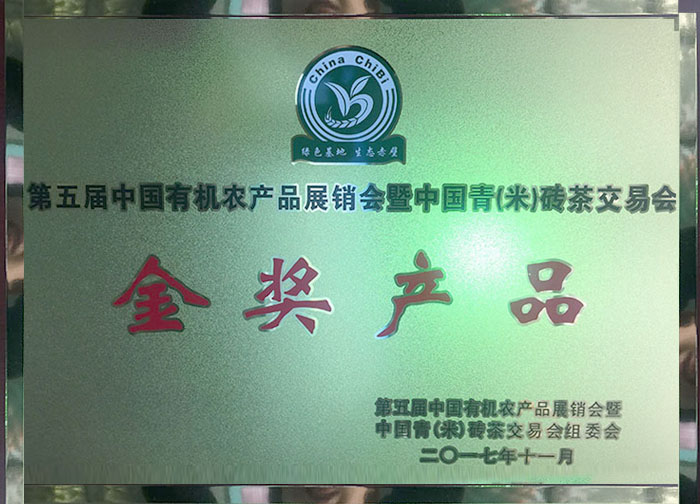 China ChiBi
绿色基地 生态赤壁
第五届中国有机农产品展销会暨中国青(米)砖茶交易会
金奖产品
第五届中国有机农产品展销会暨
中国青(米)砖茶交易会组委会
二〇一七年十一月